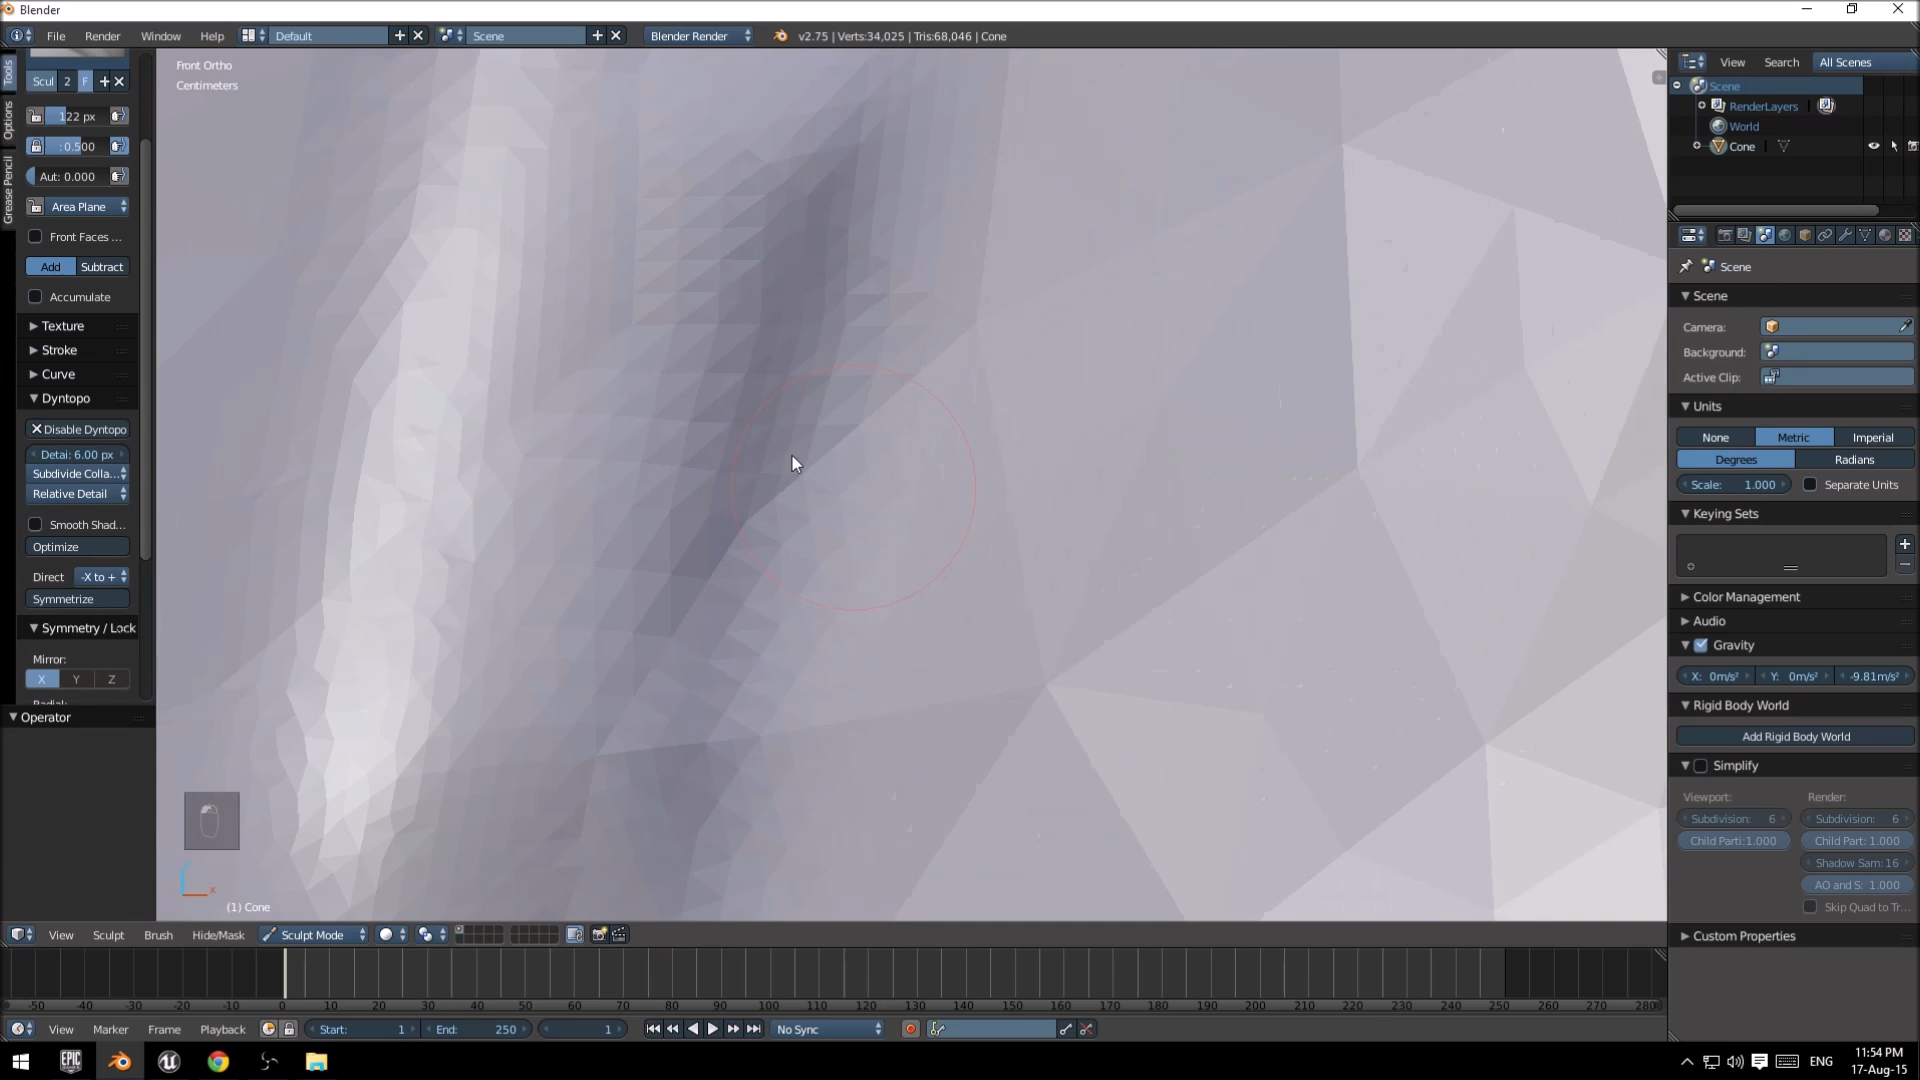 Blender
File Render Window Help Default Scene Blender Render v2.75 | Verts:34,025 | Tris:68,046 | Cone
Tools
Options
Grease Pencil
Scul 2 F
122 px
: 0.500
Aut: 0.000
Area Plane
Front Faces ...
Add Subtract
Accumulate
Texture
Stroke
Curve
Dyntopo
Disable Dyntopo
Detai: 6.00 px
Subdivide Colla...
Relative Detail
Smooth Shad...
Optimize
Direct -X to +
Symmetrize
Symmetry / Lock
Mirror:
X Y Z
Operator
Front Ortho
Centimeters
(1) Cone
View Search All Scenes
Scene
RenderLayers
World
Cone
Scene
Scene
Camera:
Background:
Active Clip:
Units
None Metric Imperial
Degrees Radians
Scale: 1.000 Separate Units
Keying Sets
Color Management
Audio
Gravity
X: 0m/s² Y: 0m/s² -9.81m/s²
Rigid Body World
Add Rigid Body World
Simplify
Viewport: Render:
Subdivision: 6 Subdivision: 6
Child Parti:1.000 Child Part: 1.000
Shadow Sam: 16
AO and S: 1.000
Skip Quad to Tr...
Custom Properties
View Sculpt Brush Hide/Mask Sculpt Mode
-50 -40 -30 -20 -10 0 10 20 30 40 50 60 70 80 90 100 110 120 130 140 150 160 170 180 190 200 210 220 230 240 250 260 270 280
View Marker Frame Playback Start: 1 End: 250 1 No Sync
EPIC
ENG
11:54 PM
17-Aug-15